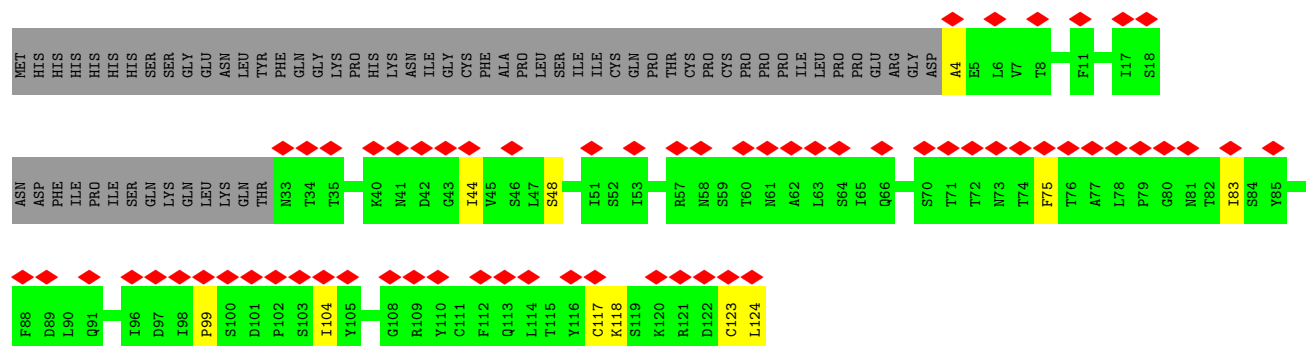 MET HIS HIS HIS HIS HIS HIS SER SER GLY GLU ASN LEU TYR PHE GLN GLY LYS PRO HIS LYS ASN ILE GLY CYS PHE ALA PRO LEU SER ILE ILE CYS GLN PRO THR CYS PRO CYS PRO PRO PRO ILE LEU PRO PRO GLU ARG GLY ASP A4 E5 L6 V7 T8 F11 I17 S18
ASN ASP PHE ILE PRO ILE SER GLN LYS GLN LEU LYS GLN THR N33 T34 T35 K40 N41 D42 G43 I44 V45 S46 L47 S48 I51 S52 I53 R57 N58 S59 T60 N61 A62 L63 S64 I65 Q66 S70 T71 T72 N73 T74 F75 T76 A77 L78 P79 G80 N81 T82 I83 S84 Y85
F88 D89 L90 Q91 I96 D97 I98 P99 S100 D101 P102 S103 I104 Y105 G108 R109 Y110 C111 F112 Q113 L114 T115 Y116 C117 K118 S119 K120 R121 D122 C123 L124